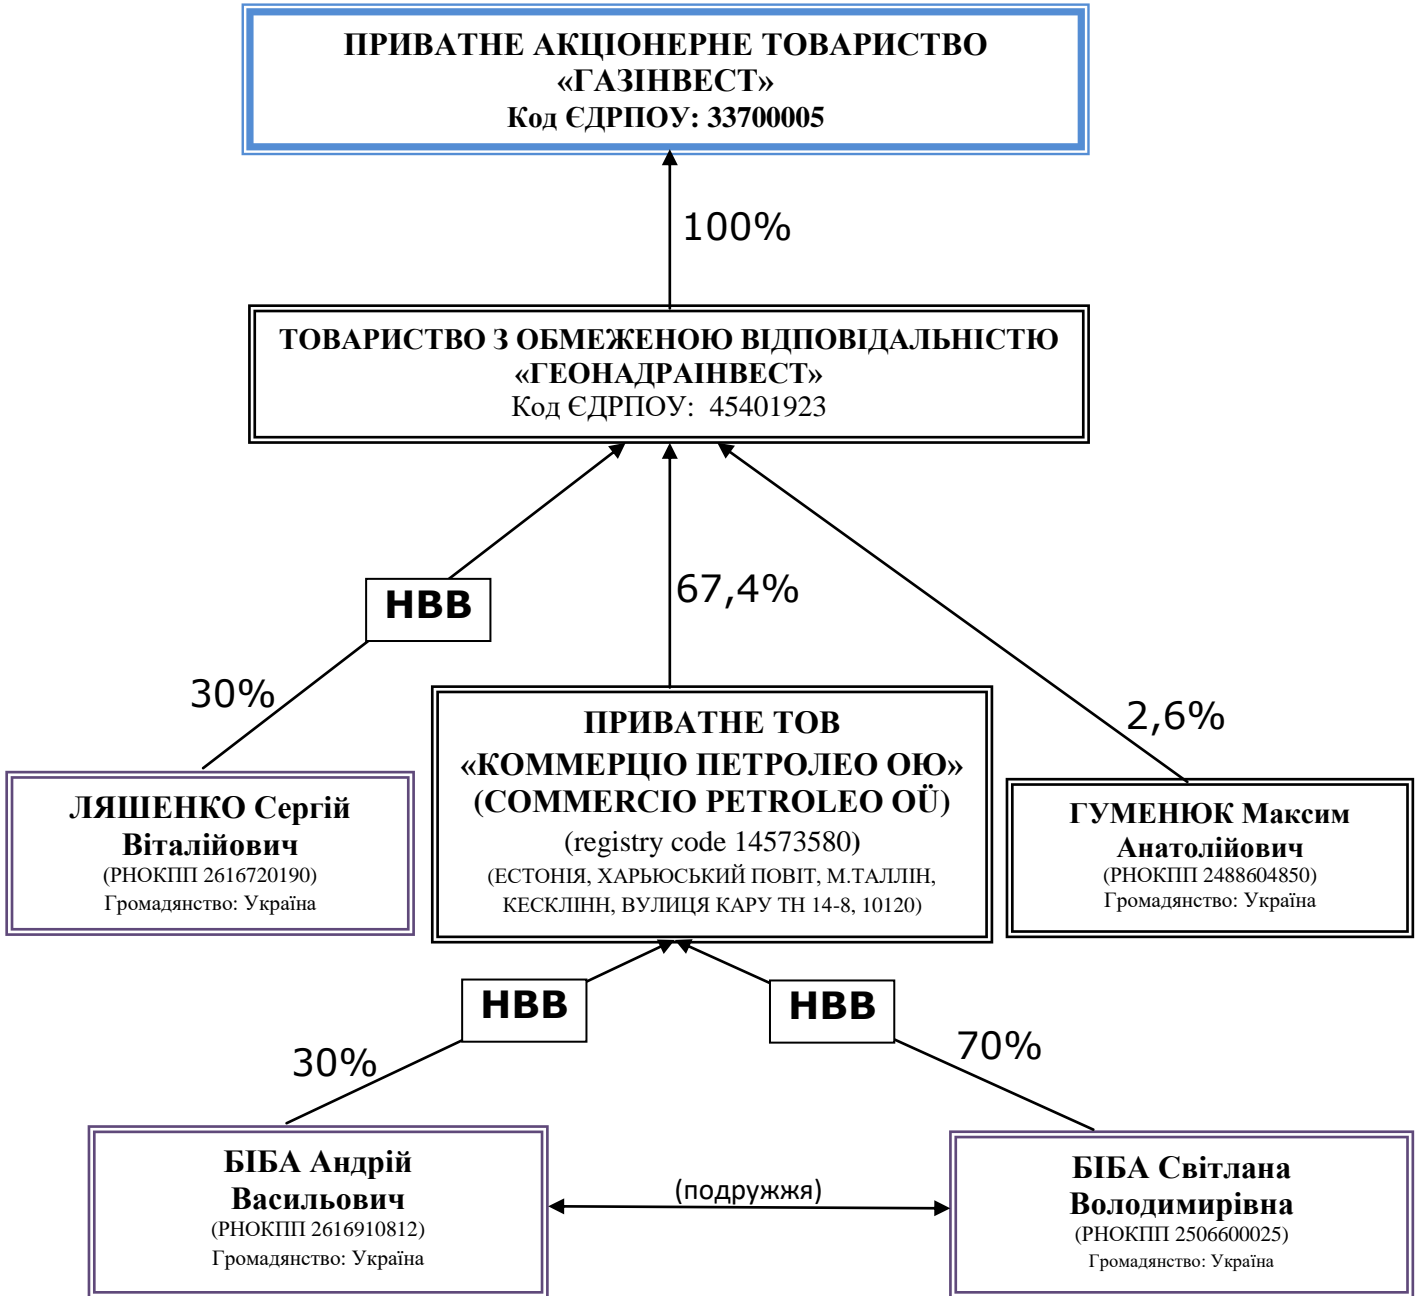 ПРИВАТНЕ АКЦІОНЕРНЕ ТОВАРИСТВО
«ГАЗІНВЕСТ»
Код ЄДРПОУ: 33700005
100%
ТОВАРИСТВО З ОБМЕЖЕНОЮ ВІДПОВІДАЛЬНІСТЮ
«ГЕОНАДРАІНВЕСТ»
Код ЄДРПОУ: 45401923
НВВ
67,4%
30%
2,6%
ЛЯШЕНКО Сергій
Віталійович
(РНОКПП 2616720190)
Громадянство: Україна
ПРИВАТНЕ ТОВ
«КОММЕРЦІО ПЕТРОЛЕО ОЮ»
(COMMERCIO PETROLEO OÜ)
(registry code 14573580)
(ЕСТОНІЯ, ХАРЬЮСЬКИЙ ПОВІТ, М.ТАЛЛІН,
КЕСКЛІНН, ВУЛИЦЯ КАРУ ТН 14-8, 10120)
ГУМЕНЮК Максим
Анатолійович
(РНОКПП 2488604850)
Громадянство: Україна
НВВ
НВВ
30%
70%
БІБА Андрій
Васильович
(РНОКПП 2616910812)
Громадянство: Україна
(подружжя)
БІБА Світлана
Володимирівна
(РНОКПП 2506600025)
Громадянство: Україна